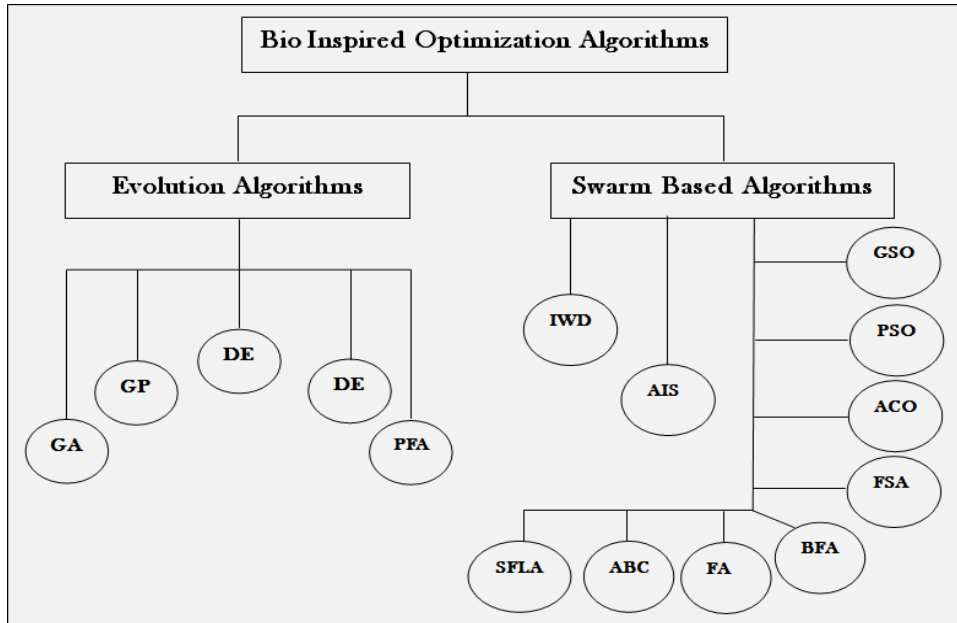 Bio Inspired Optimization Algorithms
Evolution Algorithms
Swarm Based Algorithms
GA
GP
DE
DE
PFA
IWD
AIS
GSO
PSO
ACO
FSA
SFLA
ABC
FA
BFA